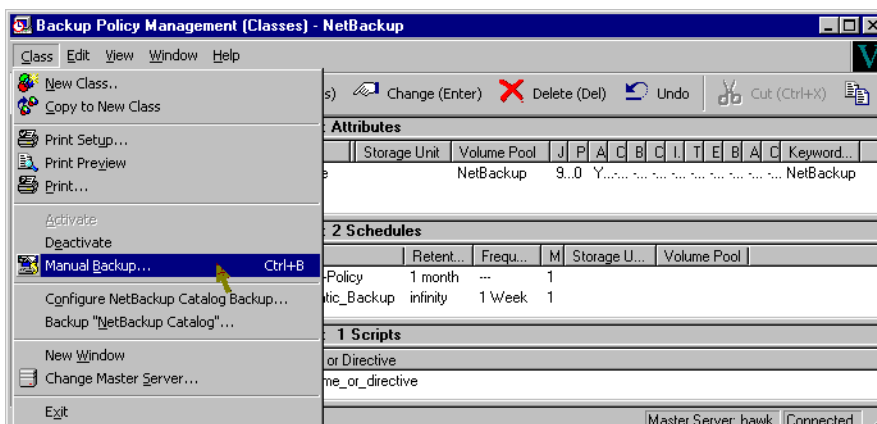 Backup Policy Management (Classes) - NetBackup
Class Edit View Window Help
New Class..
Copy to New Class
Print Setup...
Print Preview
Print...
Activate
Deactivate
Manual Backup... Ctrl+B
Configure NetBackup Catalog Backup...
Backup "NetBackup Catalog"...
New Window
Change Master Server...
Exit
s) Change (Enter) Delete (Del) Undo Cut (Ctrl+X)
: Attributes
Storage Unit Volume Pool J P A C B C I. T E B A C Keyword...
e NetBackup 9...0 Y...-... -... -... -... -... -... -... -... NetBackup
: 2 Schedules
Retent... Frequ... M Storage U... Volume Pool
-Policy 1 month --- 1
atic_Backup infinity 1 Week 1
: 1 Scripts
or Directive
me_or_directive
Master Server: hawk Connected